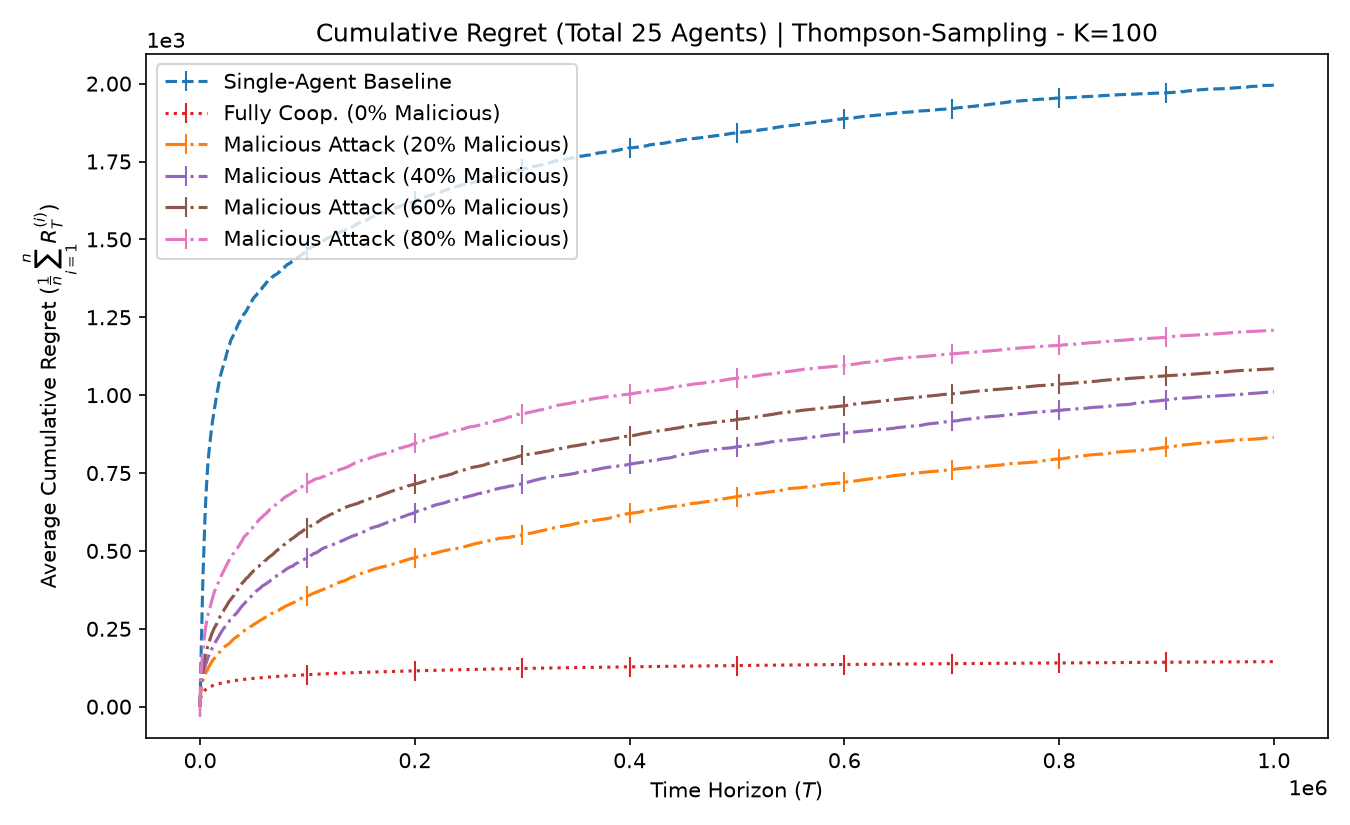 Cumulative Regret (Total 25 Agents) | Thompson-Sampling - K=100
1e3
Single-Agent Baseline
Fully Coop. (0% Malicious)
Malicious Attack (20% Malicious)
Malicious Attack (40% Malicious)
Malicious Attack (60% Malicious)
Malicious Attack (80% Malicious)
Average Cumulative Regret ($\frac{1}{n}\sum_{i=1}^{n} R_T^{(i)}$)
2.00
1.75
1.50
1.25
1.00
0.75
0.50
0.25
0.00
0.0 0.2 0.4 0.6 0.8 1.0
Time Horizon (T)
1e6